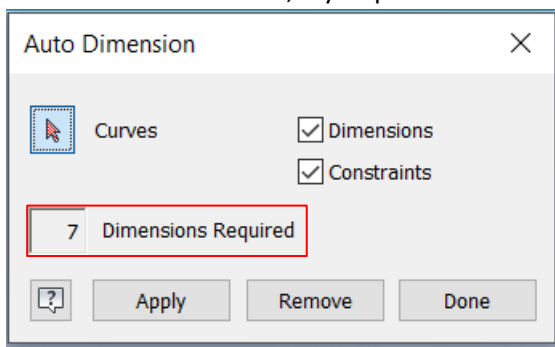 Auto Dimension
Curves
Dimensions
Constraints
7 Dimensions Required
Apply Remove Done